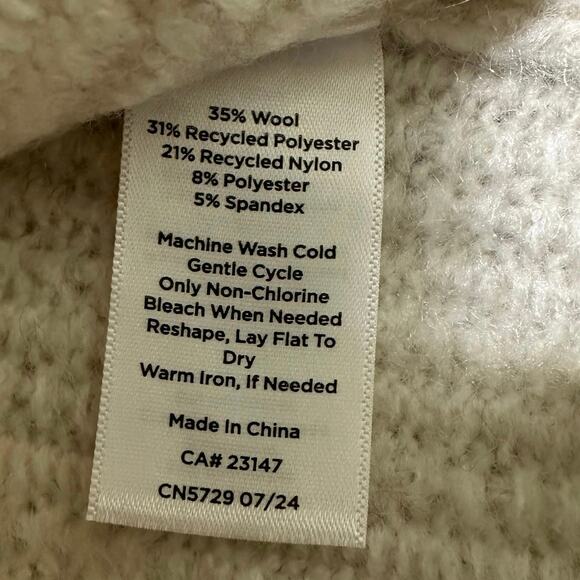 35% Wool
31% Recycled Polyester
21% Recycled Nylon
8% Polyester
5% Spandex
Machine Wash Cold
Gentle Cycle
Only Non-Chlorine
Bleach When Needed
Reshape, Lay Flat To
Dry
Warm Iron, If Needed
Made In China
CA# 23147
CN5729 07/24